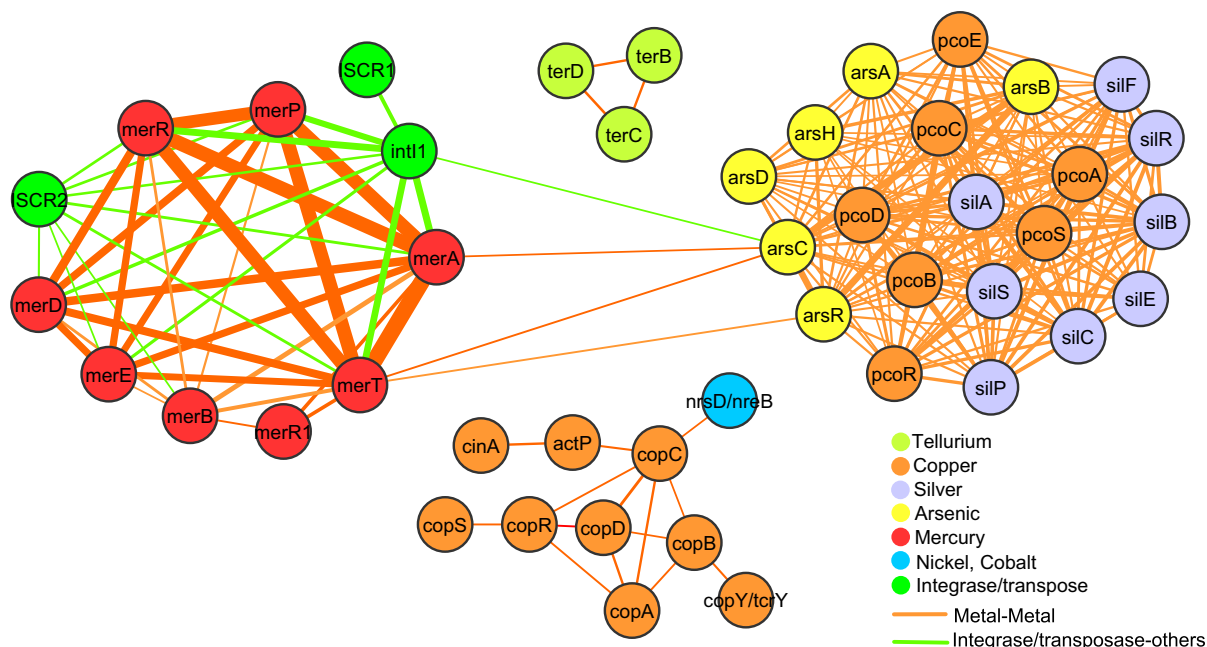 pcoE
terB
ISCR1
terD
arsA
arsB
silF
merP
merR
terC
arsH
pcoC
silR
intI1
arsD
pcoA
ISCR2
pcoD
silA
silB
arsC
pcoS
merA
pcoB
silS
silE
merD
arsR
silC
merE
merT
pcoR
silP
nrsD/nreB
merB
merR1
cinA
actP
copC
Tellurium
Copper
Silver
copS
copR
copD
copB
Arsenic
Mercury
Nickel, Cobalt
Integrase/transpose
copA
copY/tcrY
Metal-Metal
Integrase/transposase-others